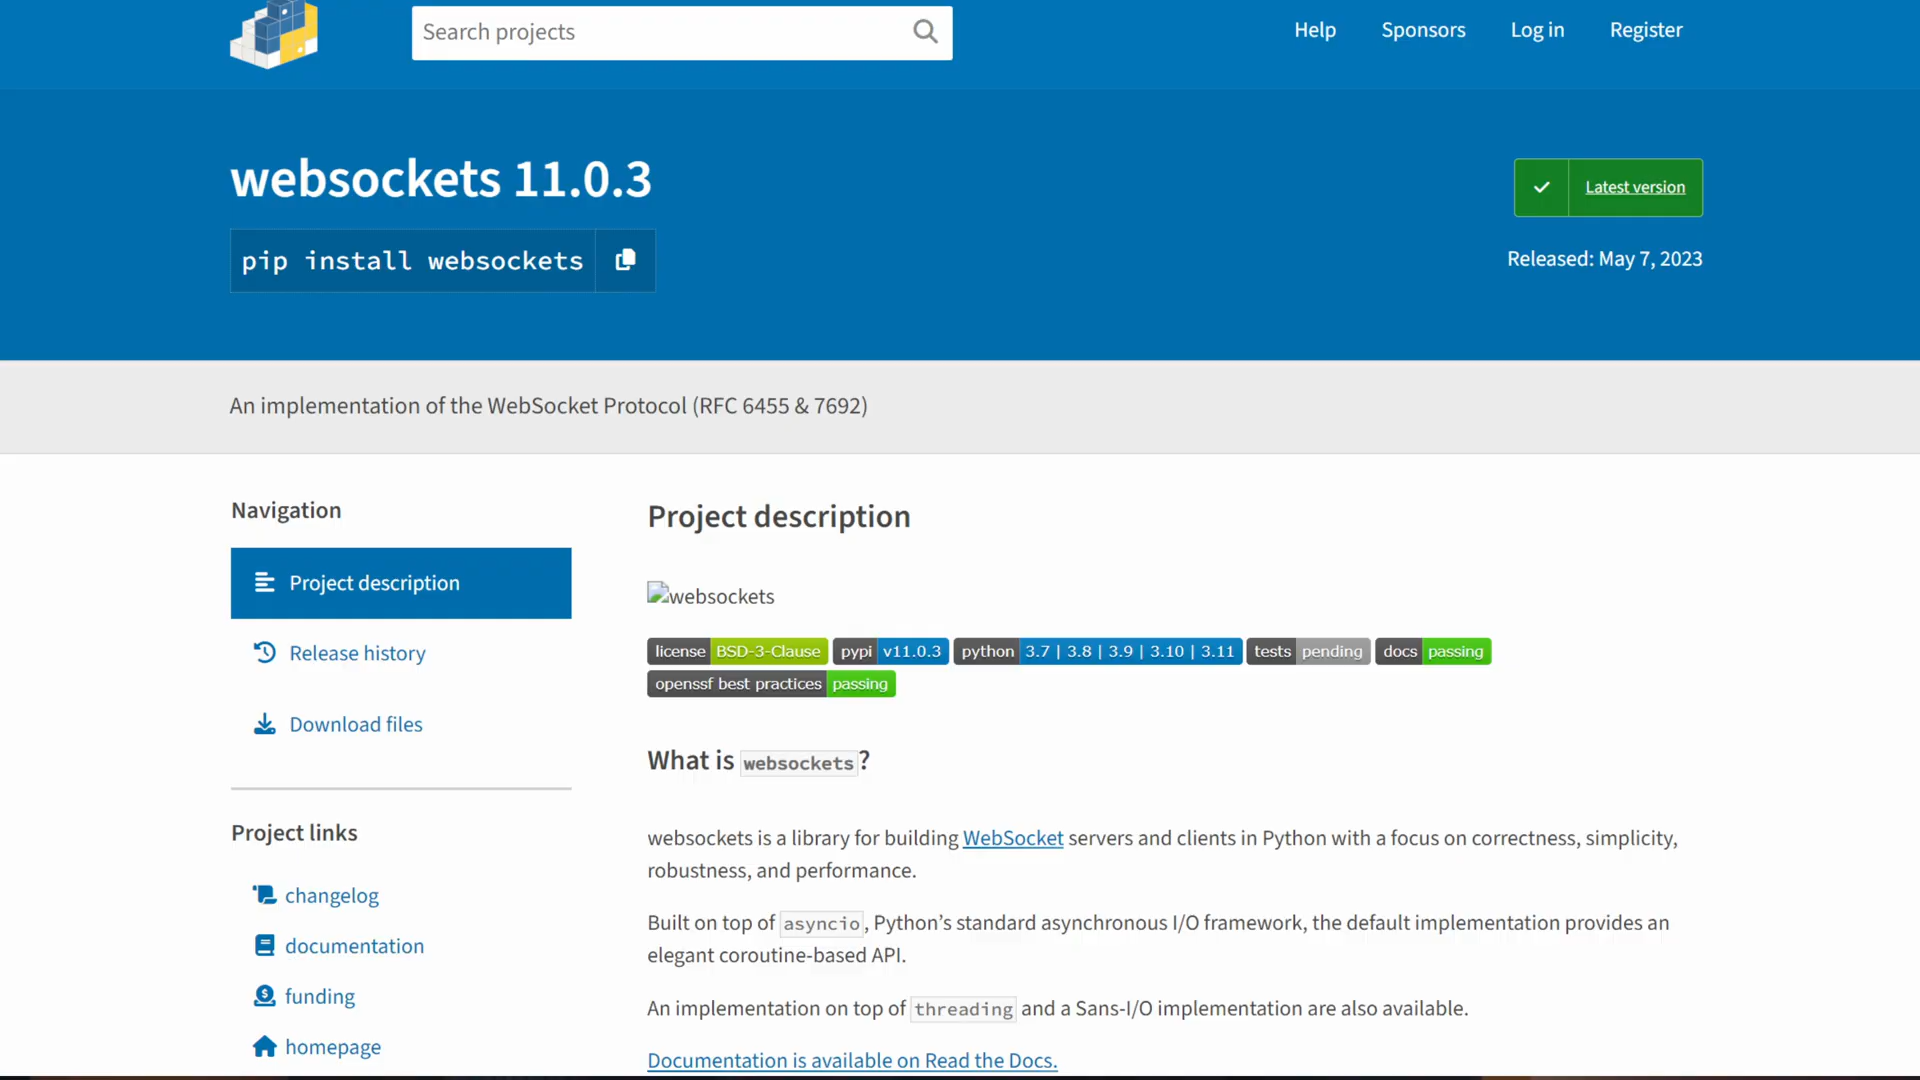 Search projects
Help
Sponsors
Log in
Register
websockets 11.0.3
pip install websockets
Latest version
Released: May 7, 2023
An implementation of the WebSocket Protocol (RFC 6455 & 7692)
Navigation
Project description
Release history
Download files
Project links
changelog
documentation
funding
homepage
Project description
websockets
license BSD-3-Clause pypi v11.0.3 python 3.7 | 3.8 | 3.9 | 3.10 | 3.11 tests pending docs passing
openssf best practices passing
What is websockets?
websockets is a library for building WebSocket servers and clients in Python with a focus on correctness, simplicity,
robustness, and performance.
Built on top of asyncio, Python’s standard asynchronous I/O framework, the default implementation provides an
elegant coroutine-based API.
An implementation on top of threading and a Sans-I/O implementation are also available.
Documentation is available on Read the Docs.